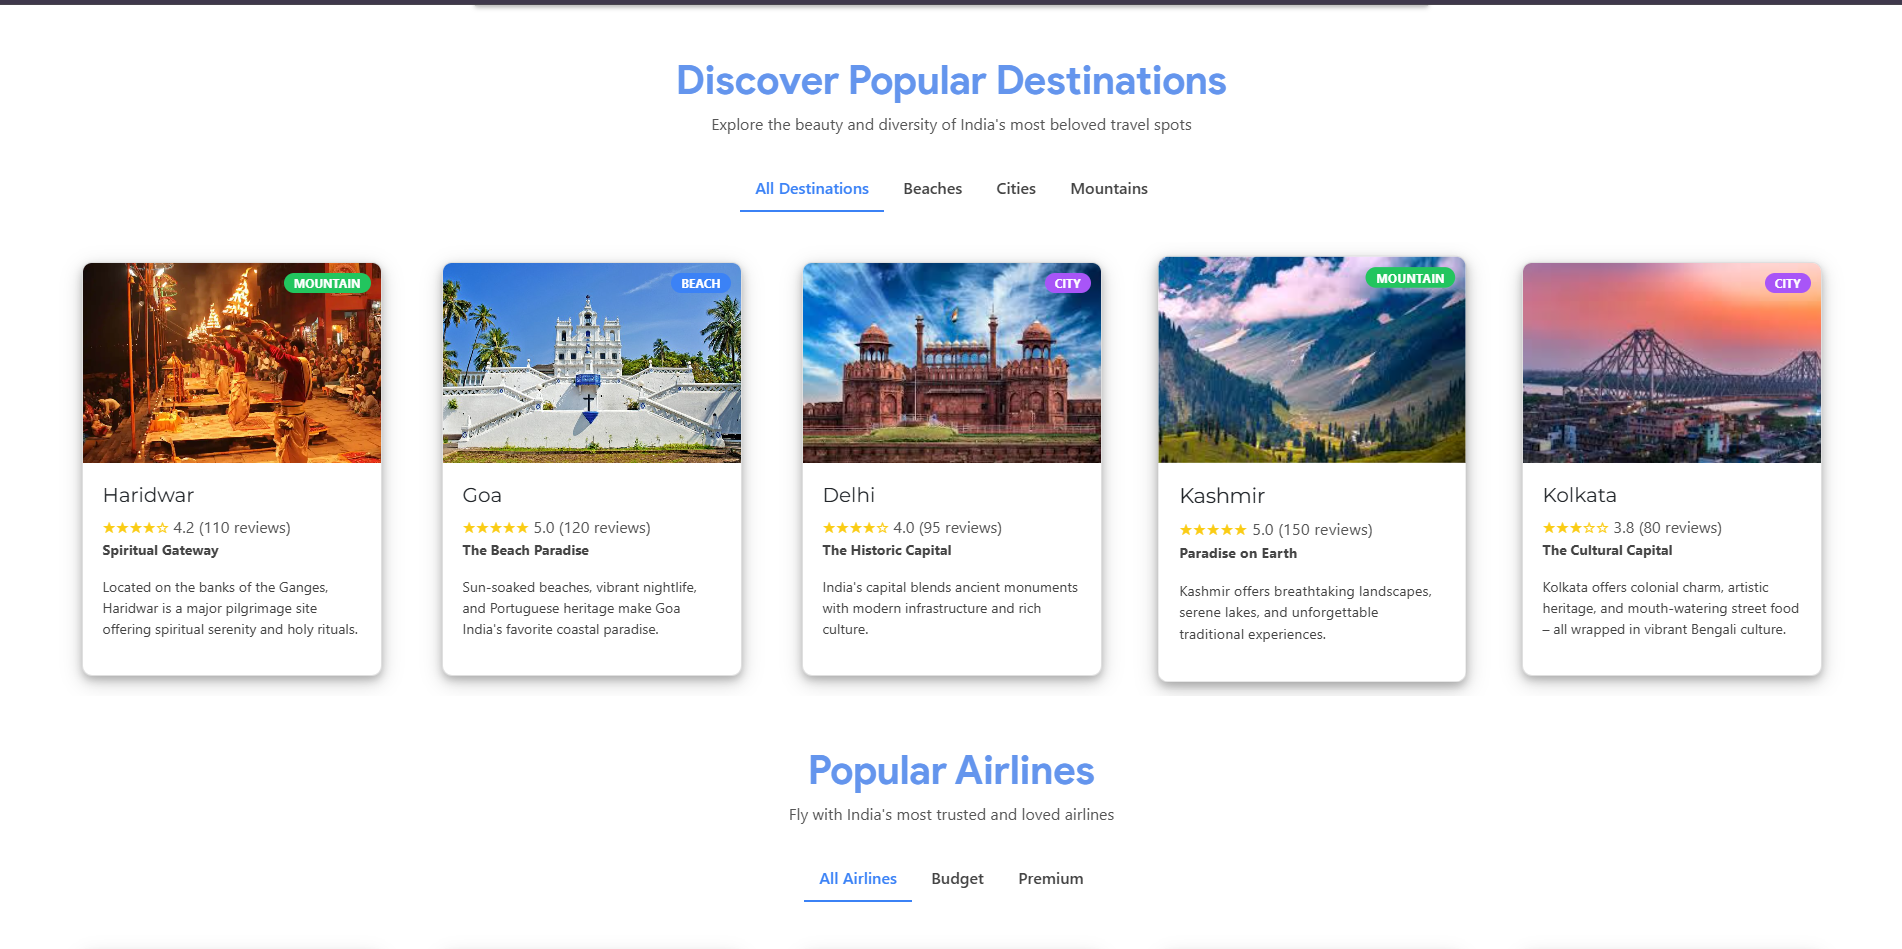 Discover Popular Destinations
Explore the beauty and diversity of India's most beloved travel spots
All Destinations
Beaches
Cities
Mountains
MOUNTAIN
Haridwar
★★★★☆ 4.2 (110 reviews)
Spiritual Gateway
Located on the banks of the Ganges,
Haridwar is a major pilgrimage site
offering spiritual serenity and holy rituals.
BEACH
Goa
★★★★★ 5.0 (120 reviews)
The Beach Paradise
Sun-soaked beaches, vibrant nightlife,
and Portuguese heritage make Goa
India's favorite coastal paradise.
CITY
Delhi
★★★★☆ 4.0 (95 reviews)
The Historic Capital
India's capital blends ancient monuments
with modern infrastructure and rich
culture.
MOUNTAIN
Kashmir
★★★★★ 5.0 (150 reviews)
Paradise on Earth
Kashmir offers breathtaking landscapes,
serene lakes, and unforgettable
traditional experiences.
CITY
Kolkata
★★★☆☆ 3.8 (80 reviews)
The Cultural Capital
Kolkata offers colonial charm, artistic
heritage, and mouth-watering street food
– all wrapped in vibrant Bengali culture.
Popular Airlines
Fly with India's most trusted and loved airlines
All Airlines
Budget
Premium